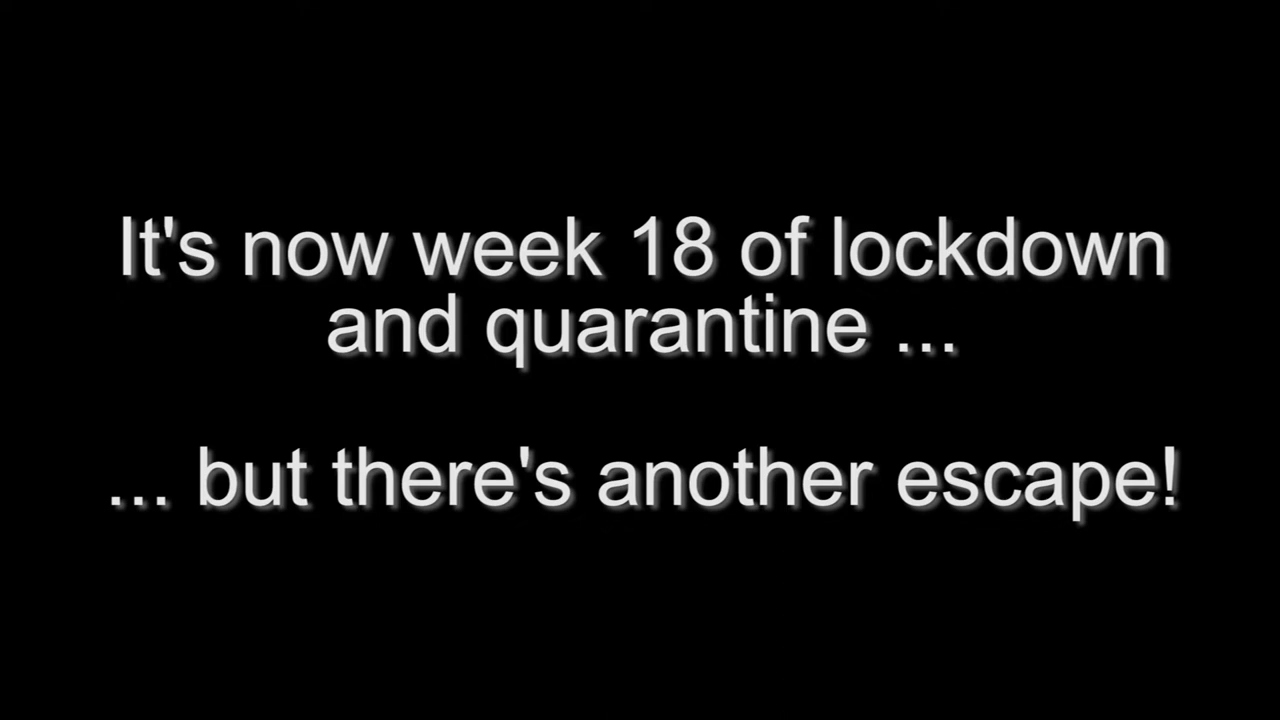 It's now week 18 of lockdown
and quarantine ...
... but there's another escape!